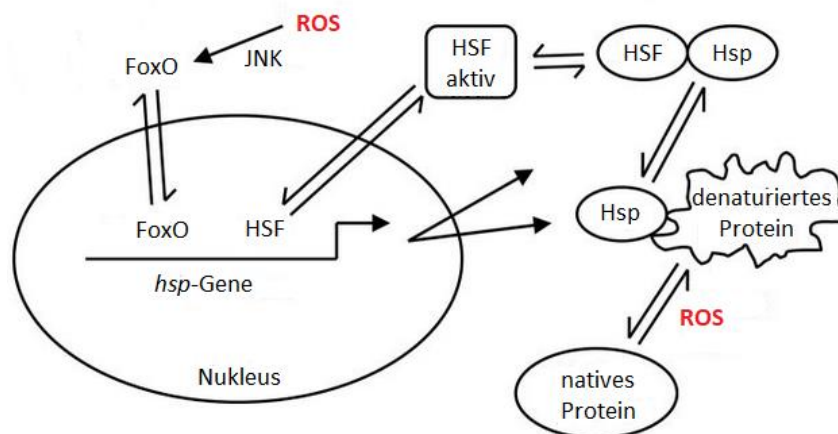 ROS
JNK
FoxO
HSF
aktiv
HSF
Hsp
FoxO
HSF
hsp-Gene
Nukleus
Hsp
denaturiertes
Protein
ROS
natives
Protein